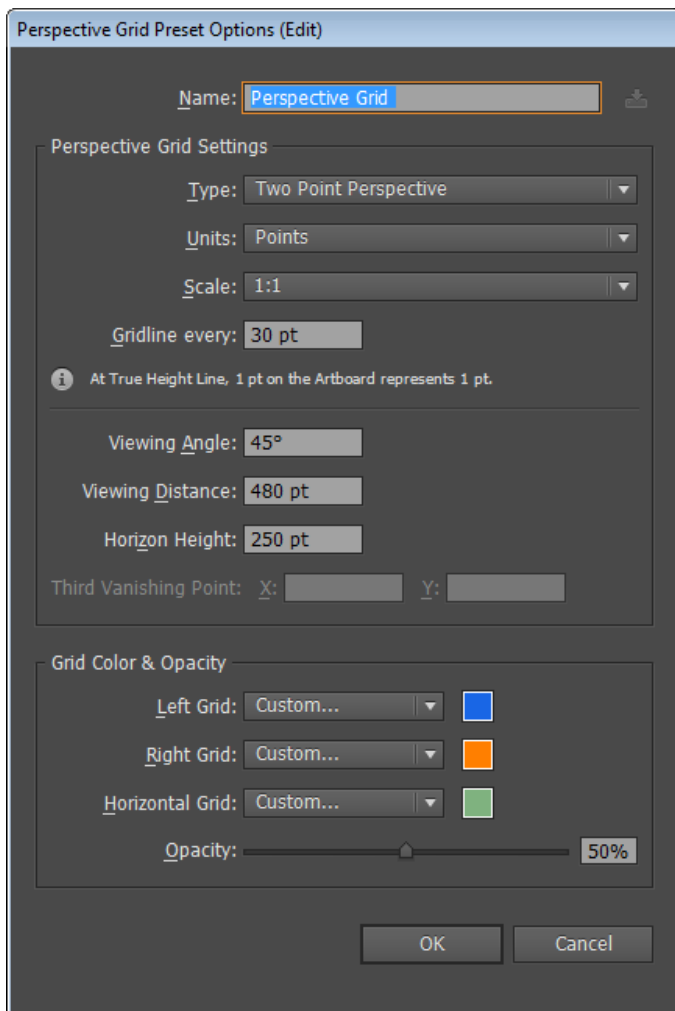 Perspective Grid Preset Options (Edit)
Name: Perspective Grid
Perspective Grid Settings
Type: Two Point Perspective
Units: Points
Scale: 1:1
Gridline every: 30 pt
At True Height Line, 1 pt on the Artboard represents 1 pt.
Viewing Angle: 45°
Viewing Distance: 480 pt
Horizon Height: 250 pt
Third Vanishing Point: X: Y:
Grid Color & Opacity
Left Grid: Custom...
Right Grid: Custom...
Horizontal Grid: Custom...
Opacity: 50%
OK Cancel